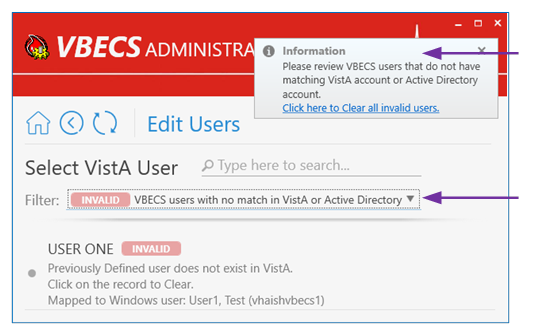 VBECS ADMINISTRA
Information
Please review VBECS users that do not have
matching VistA account or Active Directory
account.
Click here to Clear all invalid users.
Edit Users
Select VistA User
Type here to search...
Filter: INVALID VBECS users with no match in VistA or Active Directory
USER ONE INVALID
Previously Defined user does not exist in VistA.
Click on the record to Clear.
Mapped to Windows user: User1, Test (vhaishvbecs1)